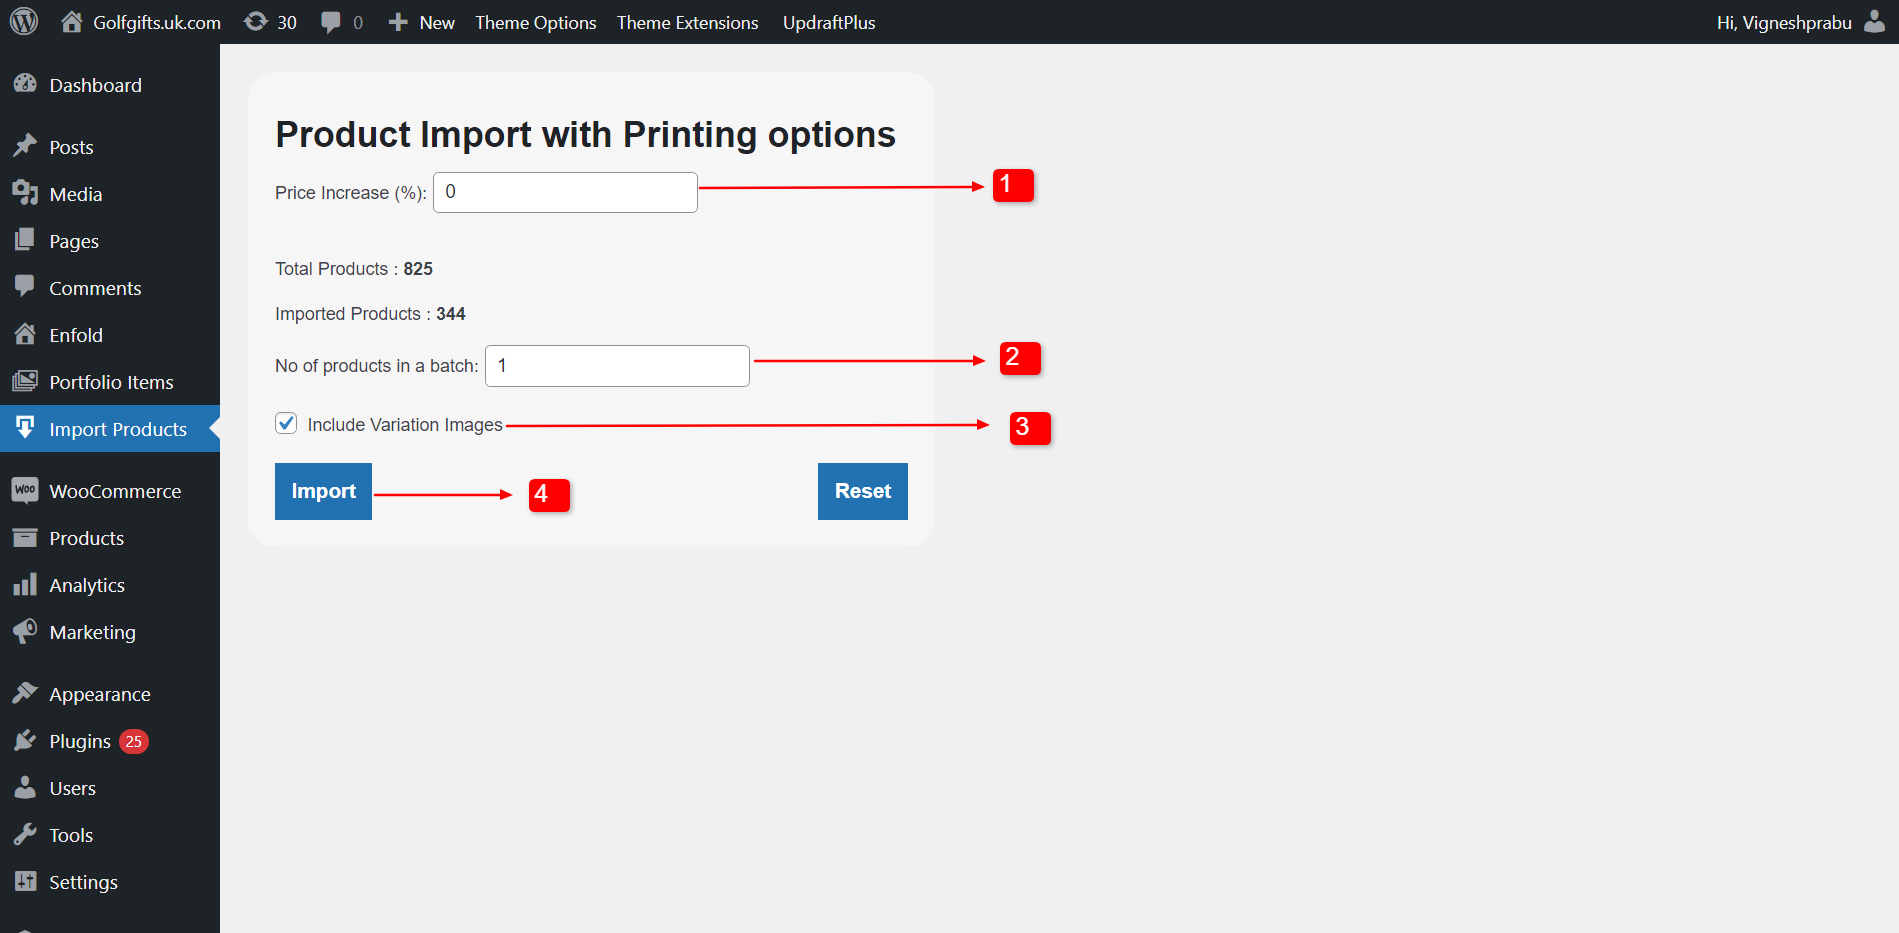 Golfgifts.uk.com 30 0 New Theme Options Theme Extensions UpdraftPlus Hi, Vigneshprabu
Dashboard
Posts
Media
Pages
Comments
Enfold
Portfolio Items
Import Products
WooCommerce
Products
Analytics
Marketing
Appearance
Plugins 25
Users
Tools
Settings
Product Import with Printing options
Price Increase (%): 0 1
Total Products : 825
Imported Products : 344
No of products in a batch: 1 2
Include Variation Images 3
Import 4 Reset